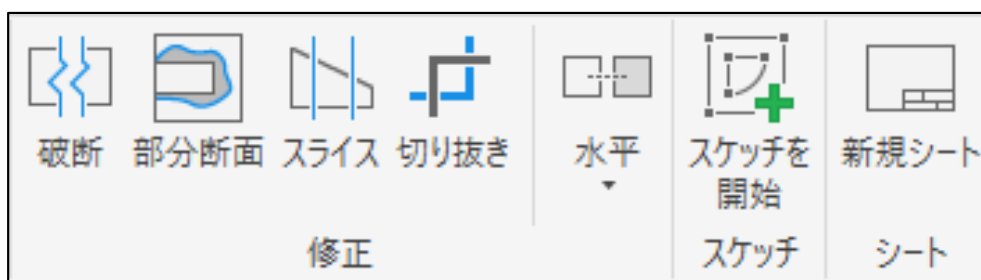 破断
部分断面
スライス
切り抜き
水平
スケッチを
開始
新規シート
修正
スケッチ
シート